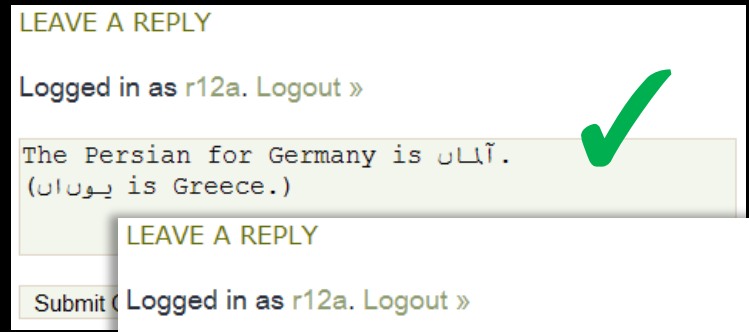 LEAVE A REPLY
Logged in as r12a. Logout »
The Persian for Germany is آلمان.
(یونان is Greece.)
LEAVE A REPLY
Submit
Logged in as r12a. Logout »